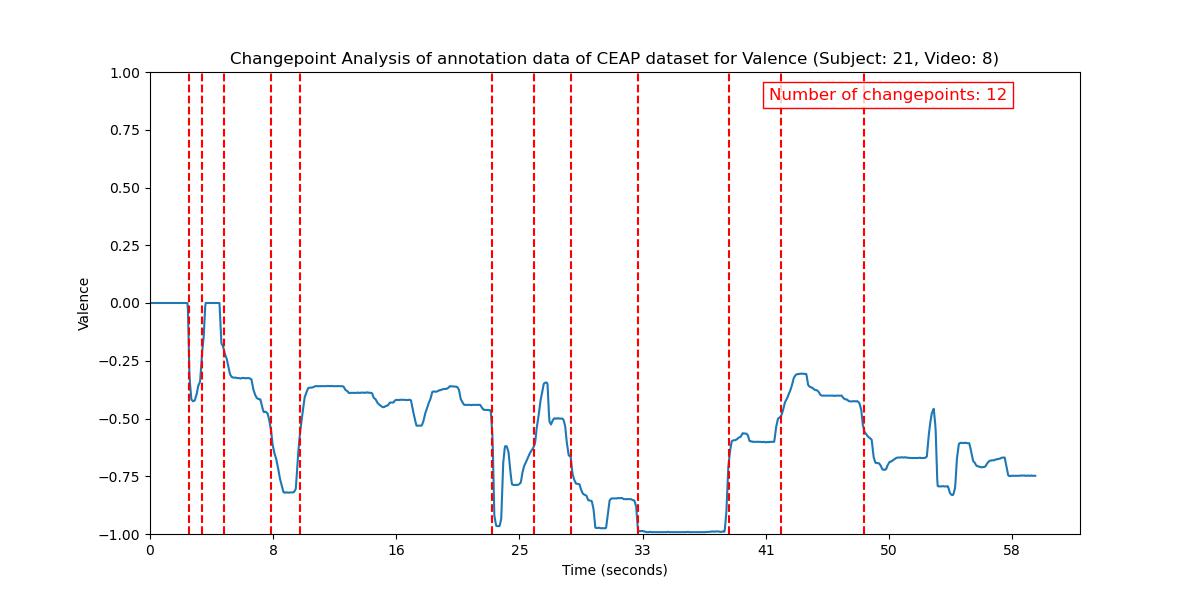 Changepoint Analysis of annotation data of CEAP dataset for Valence (Subject: 21, Video: 8)
Number of changepoints: 12
1.00
0.75
0.50
0.25
0.00
−0.25
−0.50
−0.75
−1.00
Valence
0 8 16 25 33 41 50 58
Time (seconds)